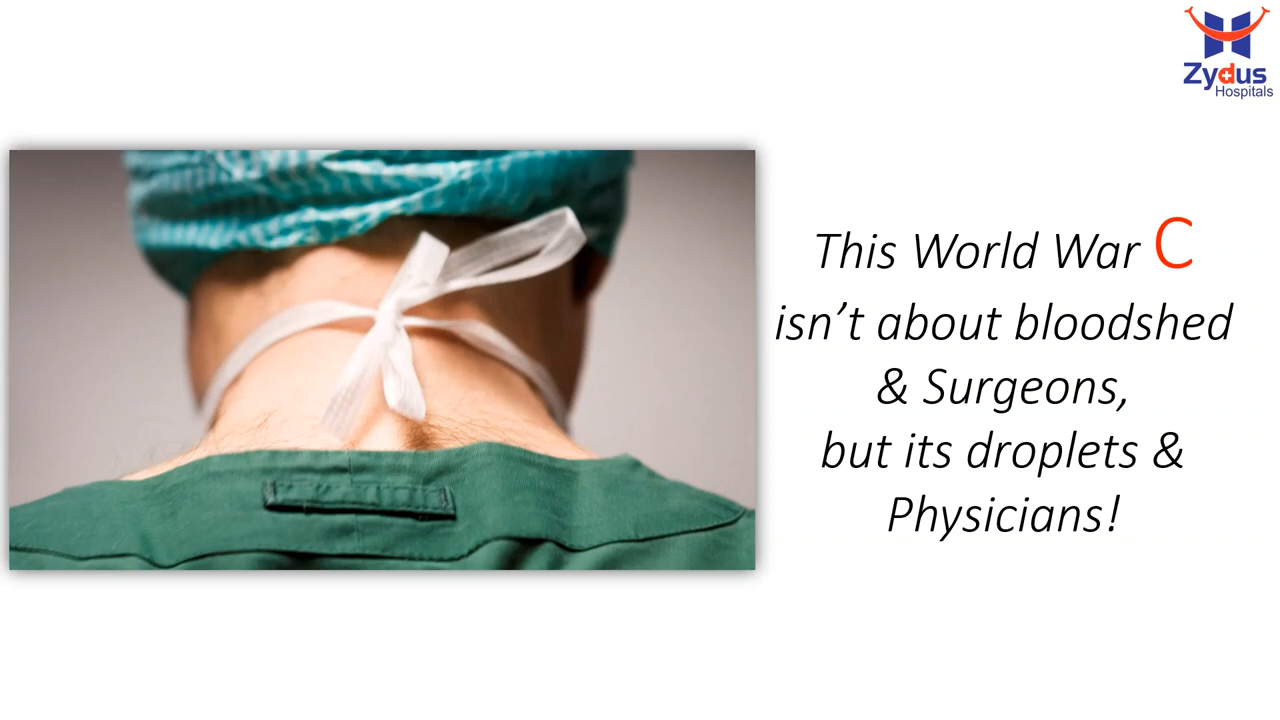 Zydus
Hospitals
This World War C
isn’t about bloodshed
& Surgeons,
but its droplets &
Physicians!